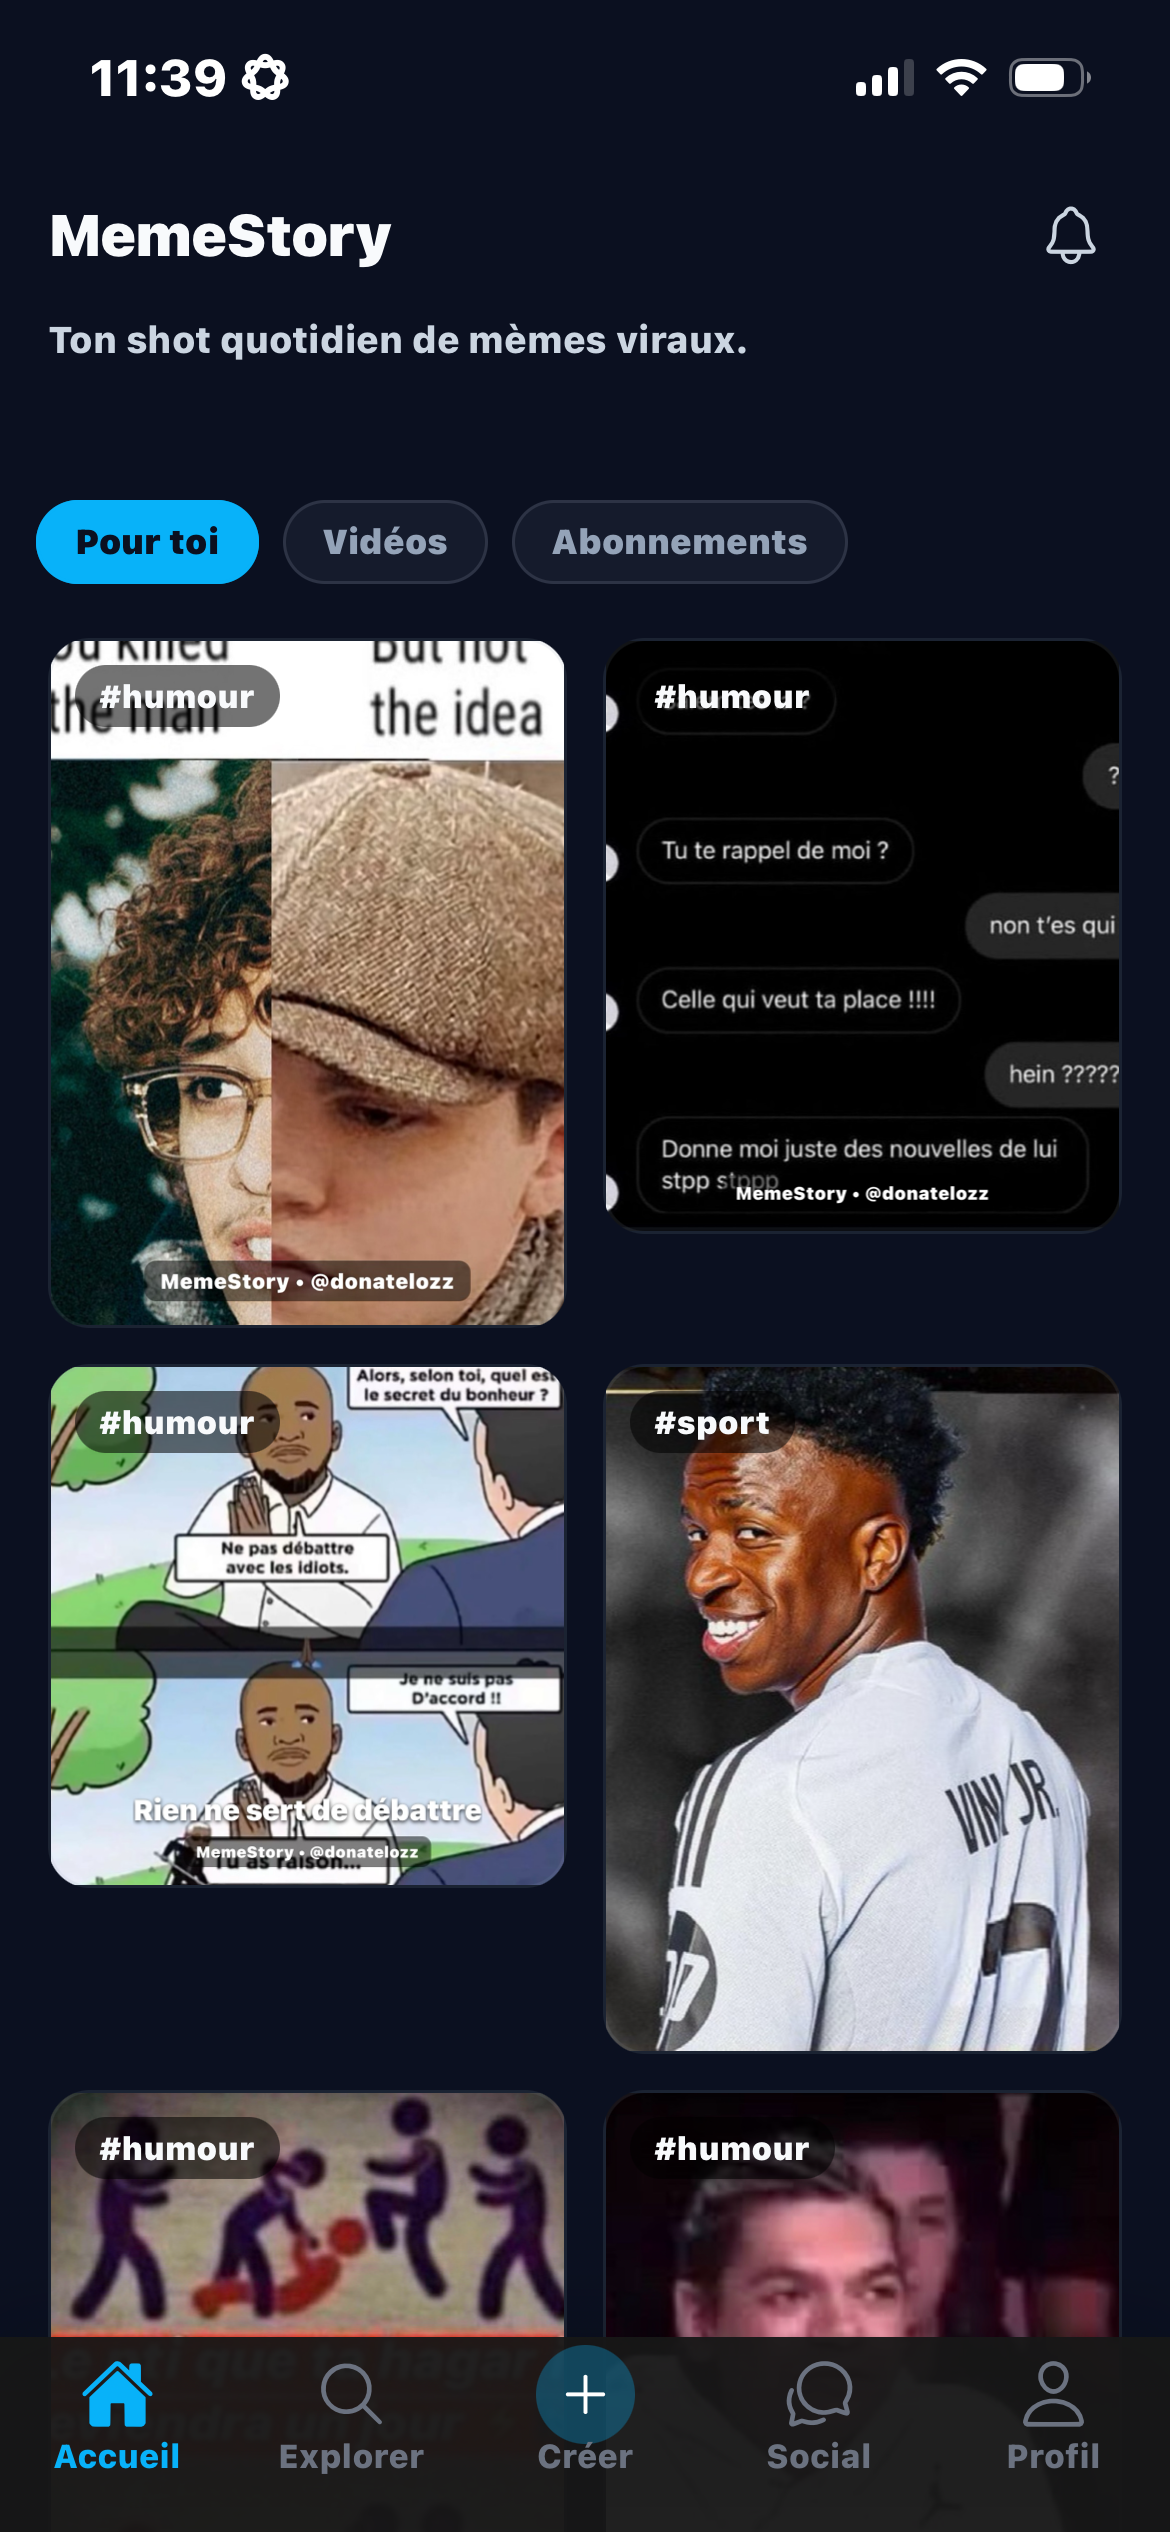 11:39
MemeStory
Ton shot quotidien de mèmes viraux.
Pour toi
Vidéos
Abonnements
killed
the man
But not
the idea
#humour
MemeStory • @donatelozz
#humour
?
Tu te rappel de moi ?
non t'es qui
Celle qui veut ta place !!!!
hein ?????
Donne moi juste des nouvelles de lui
stpp stppp
MemeStory • @donatelozz
#humour
Alors, selon toi, quel est
le secret du bonheur ?
Ne pas débattre
avec les idiots.
Je ne suis pas
D'accord !!
Rien ne sert de débattre
MemeStory • @donatelozz
Tu as raison...
#sport
VINI JR.
#humour
#humour
Accueil
Explorer
Créer
Social
Profil